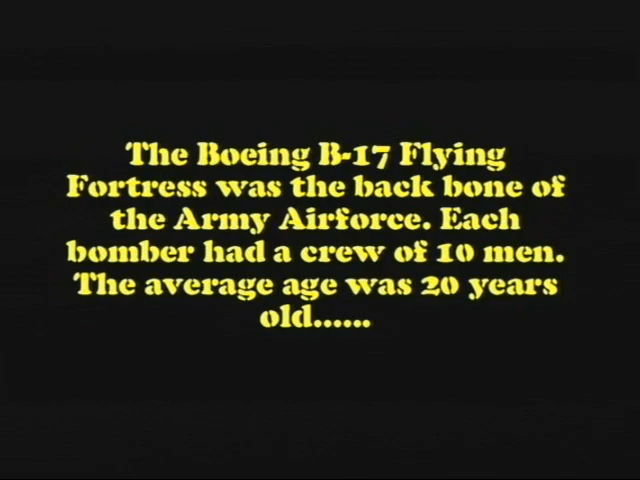 The Boeing B-17 Flying
Fortress was the back bone of
the Army Airforce. Each
bomber had a crew of 10 men.
The average age was 20 years
old......